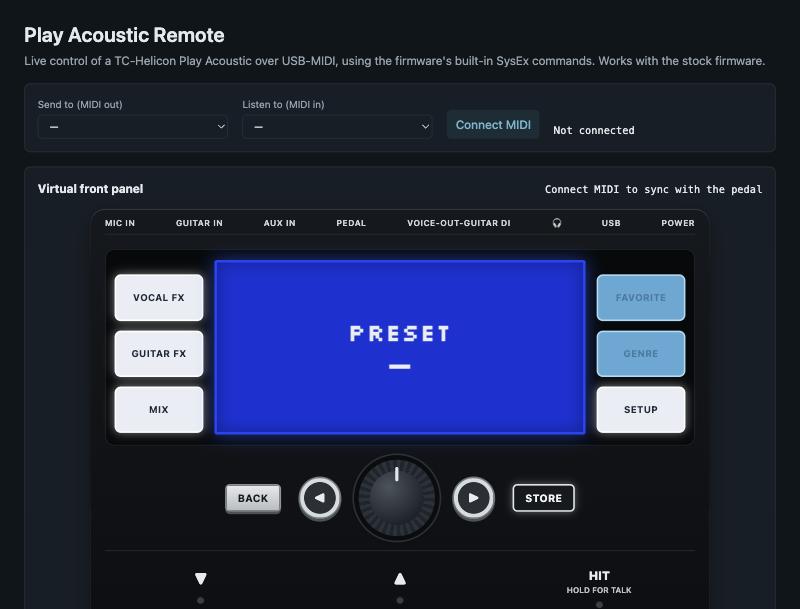 Play Acoustic Remote
Live control of a TC-Helicon Play Acoustic over USB-MIDI, using the firmware's built-in SysEx commands. Works with the stock firmware.
Send to (MIDI out)
Listen to (MIDI in)
—
—
Connect MIDI
Not connected
Virtual front panel
Connect MIDI to sync with the pedal
MIC IN
GUITAR IN
AUX IN
PEDAL
VOICE-OUT-GUITAR DI
USB
POWER
VOCAL FX
GUITAR FX
MIX
PRESET
—
FAVORITE
GENRE
SETUP
BACK
STORE
HIT
HOLD FOR TALK